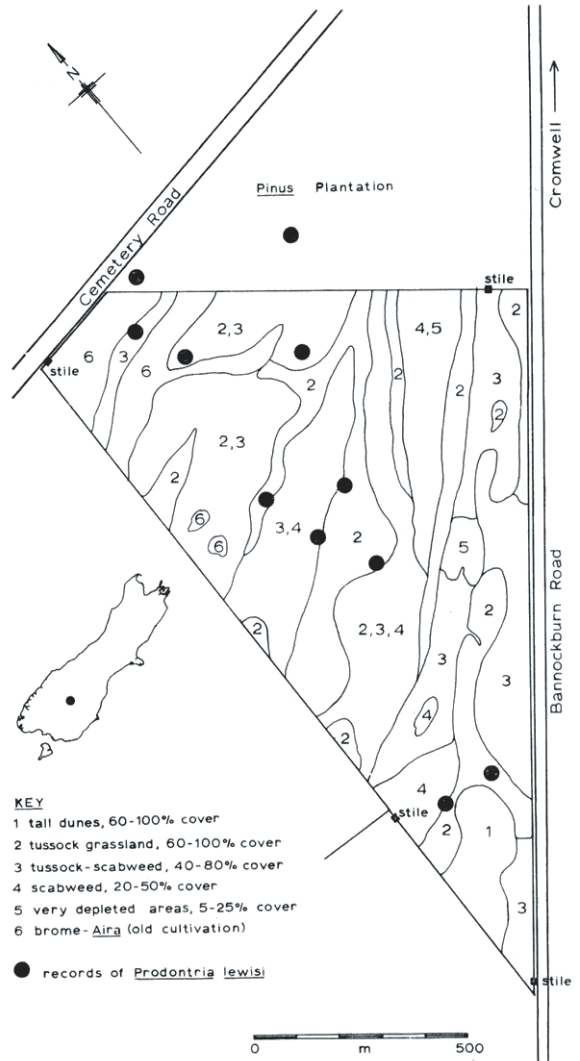 N
Cromwell
Cemetery Road
Pinus Plantation
stile
stile
2
2,3
4,5
6
3
6
2
2
2
3
2
2,3
2
3,4
2
5
6
6
2
2
2,3,4
3
3
2
4
4
2
1
3
stile
stile
Bannockburn Road
KEY
1 tall dunes, 60-100% cover
2 tussock grassland, 60-100% cover
3 tussock-scabweed, 40-80% cover
4 scabweed, 20-50% cover
5 very depleted areas, 5-25% cover
6 brome-Aira (old cultivation)
records of Prodontria lewisi
0 m 500